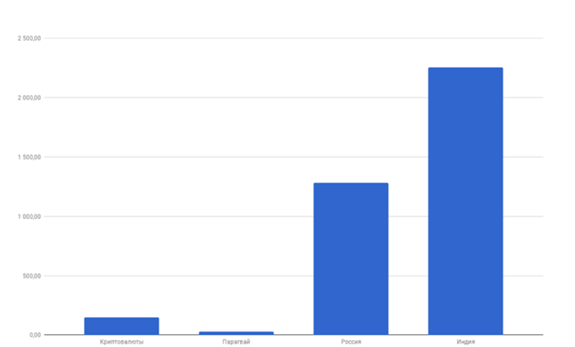 2 500,00
2 000,00
1 500,00
1 000,00
500,00
0,00
Криптовалюты
Парагвай
Россия
Индия